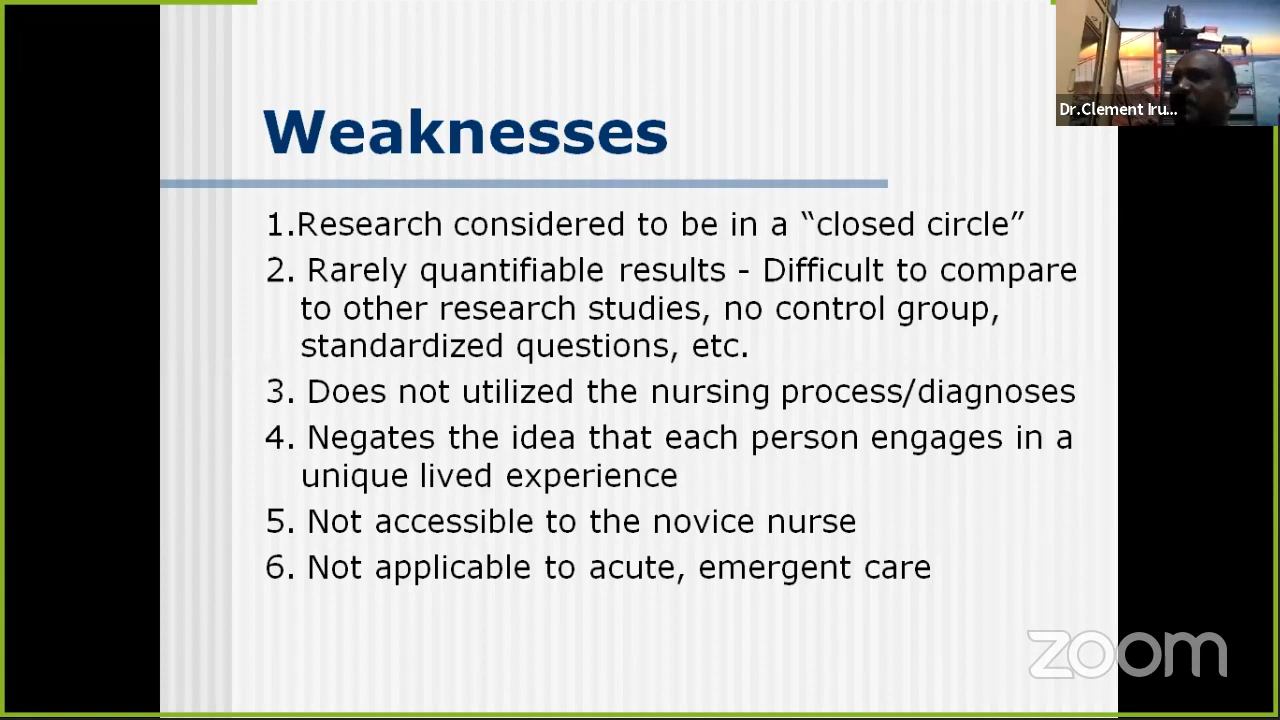 Dr.Clement Iru...
Weaknesses
1.Research considered to be in a “closed circle”
2. Rarely quantifiable results - Difficult to compare
to other research studies, no control group,
standardized questions, etc.
3. Does not utilized the nursing process/diagnoses
4. Negates the idea that each person engages in a
unique lived experience
5. Not accessible to the novice nurse
6. Not applicable to acute, emergent care
zoom